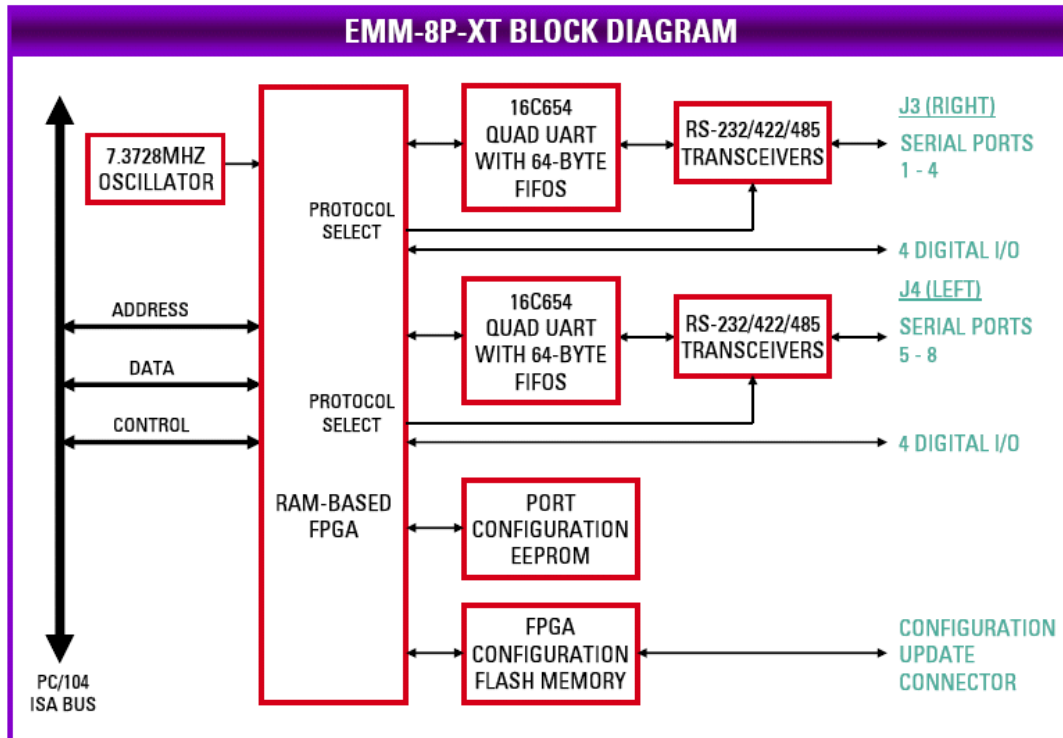 EMM-8P-XT BLOCK DIAGRAM
7.3728MHZ
OSCILLATOR
16C654
QUAD UART
WITH 64-BYTE
FIFOS
RS-232/422/485
TRANSCEIVERS
J3 (RIGHT)
SERIAL PORTS
1 - 4
PROTOCOL
SELECT
4 DIGITAL I/O
ADDRESS
DATA
CONTROL
16C654
QUAD UART
WITH 64-BYTE
FIFOS
RS-232/422/485
TRANSCEIVERS
J4 (LEFT)
SERIAL PORTS
5 - 8
PROTOCOL
SELECT
4 DIGITAL I/O
RAM-BASED
FPGA
PORT
CONFIGURATION
EEPROM
FPGA
CONFIGURATION
FLASH MEMORY
CONFIGURATION
UPDATE
CONNECTOR
PC/104
ISA BUS